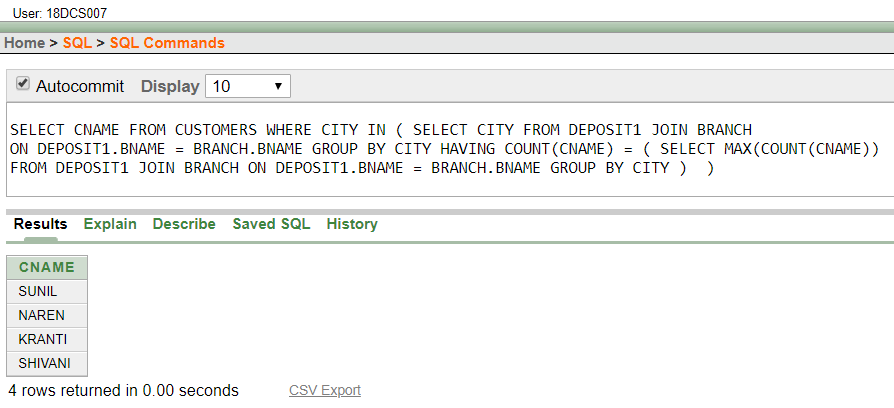 User: 18DCS007
Home > SQL > SQL Commands
Autocommit Display 10
SELECT CNAME FROM CUSTOMERS WHERE CITY IN ( SELECT CITY FROM DEPOSIT1 JOIN BRANCH
ON DEPOSIT1.BNAME = BRANCH.BNAME GROUP BY CITY HAVING COUNT(CNAME) = ( SELECT MAX(COUNT(CNAME))
FROM DEPOSIT1 JOIN BRANCH ON DEPOSIT1.BNAME = BRANCH.BNAME GROUP BY CITY ) )
Results Explain Describe Saved SQL History
CNAME
SUNIL
NAREN
KRANTI
SHIVANI
4 rows returned in 0.00 seconds CSV Export